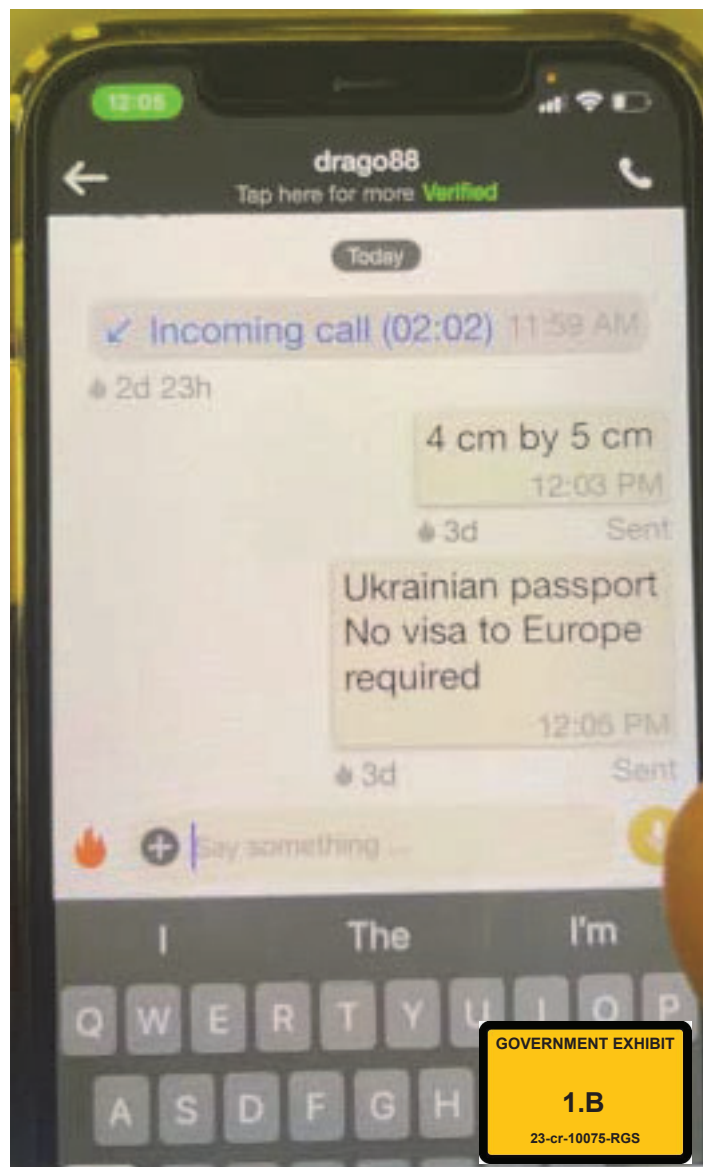 12:05
drago88
Tap here for more Verified
Today
↙ Incoming call (02:02) 11:59 AM
2d 23h
4 cm by 5 cm
12:03 PM
3d Sent
Ukrainian passport
No visa to Europe
required
12:05 PM
3d Sent
Say something ...
I The I'm
Q W E R T Y U I O P
A S D F G H
GOVERNMENT EXHIBIT
1.B
23-cr-10075-RGS